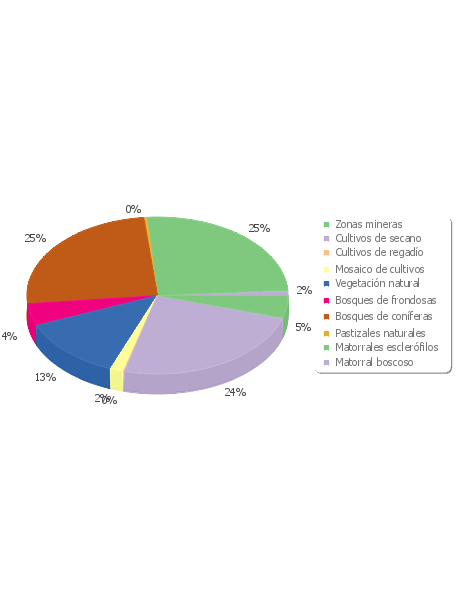 0%
25%
25%
2%
5%
4%
13%
2%
0%
24%
Zonas mineras
Cultivos de secano
Cultivos de regadío
Mosaico de cultivos
Vegetación natural
Bosques de frondosas
Bosques de coníferas
Pastizales naturales
Matorrales esclerófilos
Matorral boscoso